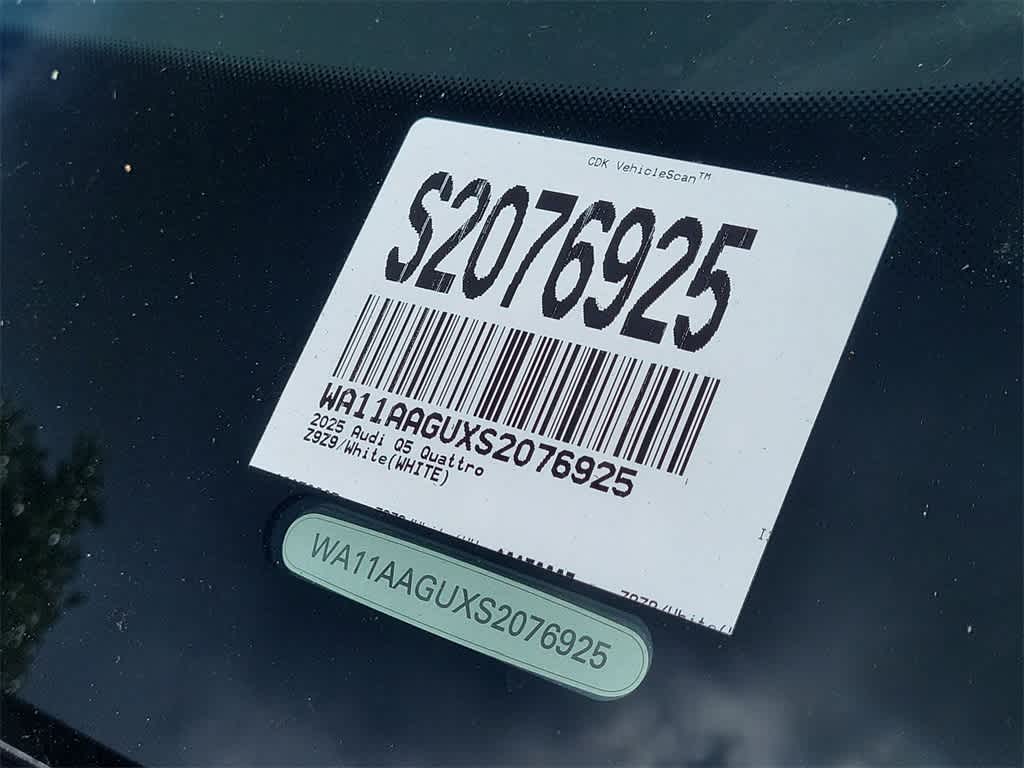 CDK VehicleScan™
S2076925
WA11AAGUXS2076925
2025 Audi Q5 Quattro
Z9Z9/White(WHITE)
WA11AAGUXS2076925